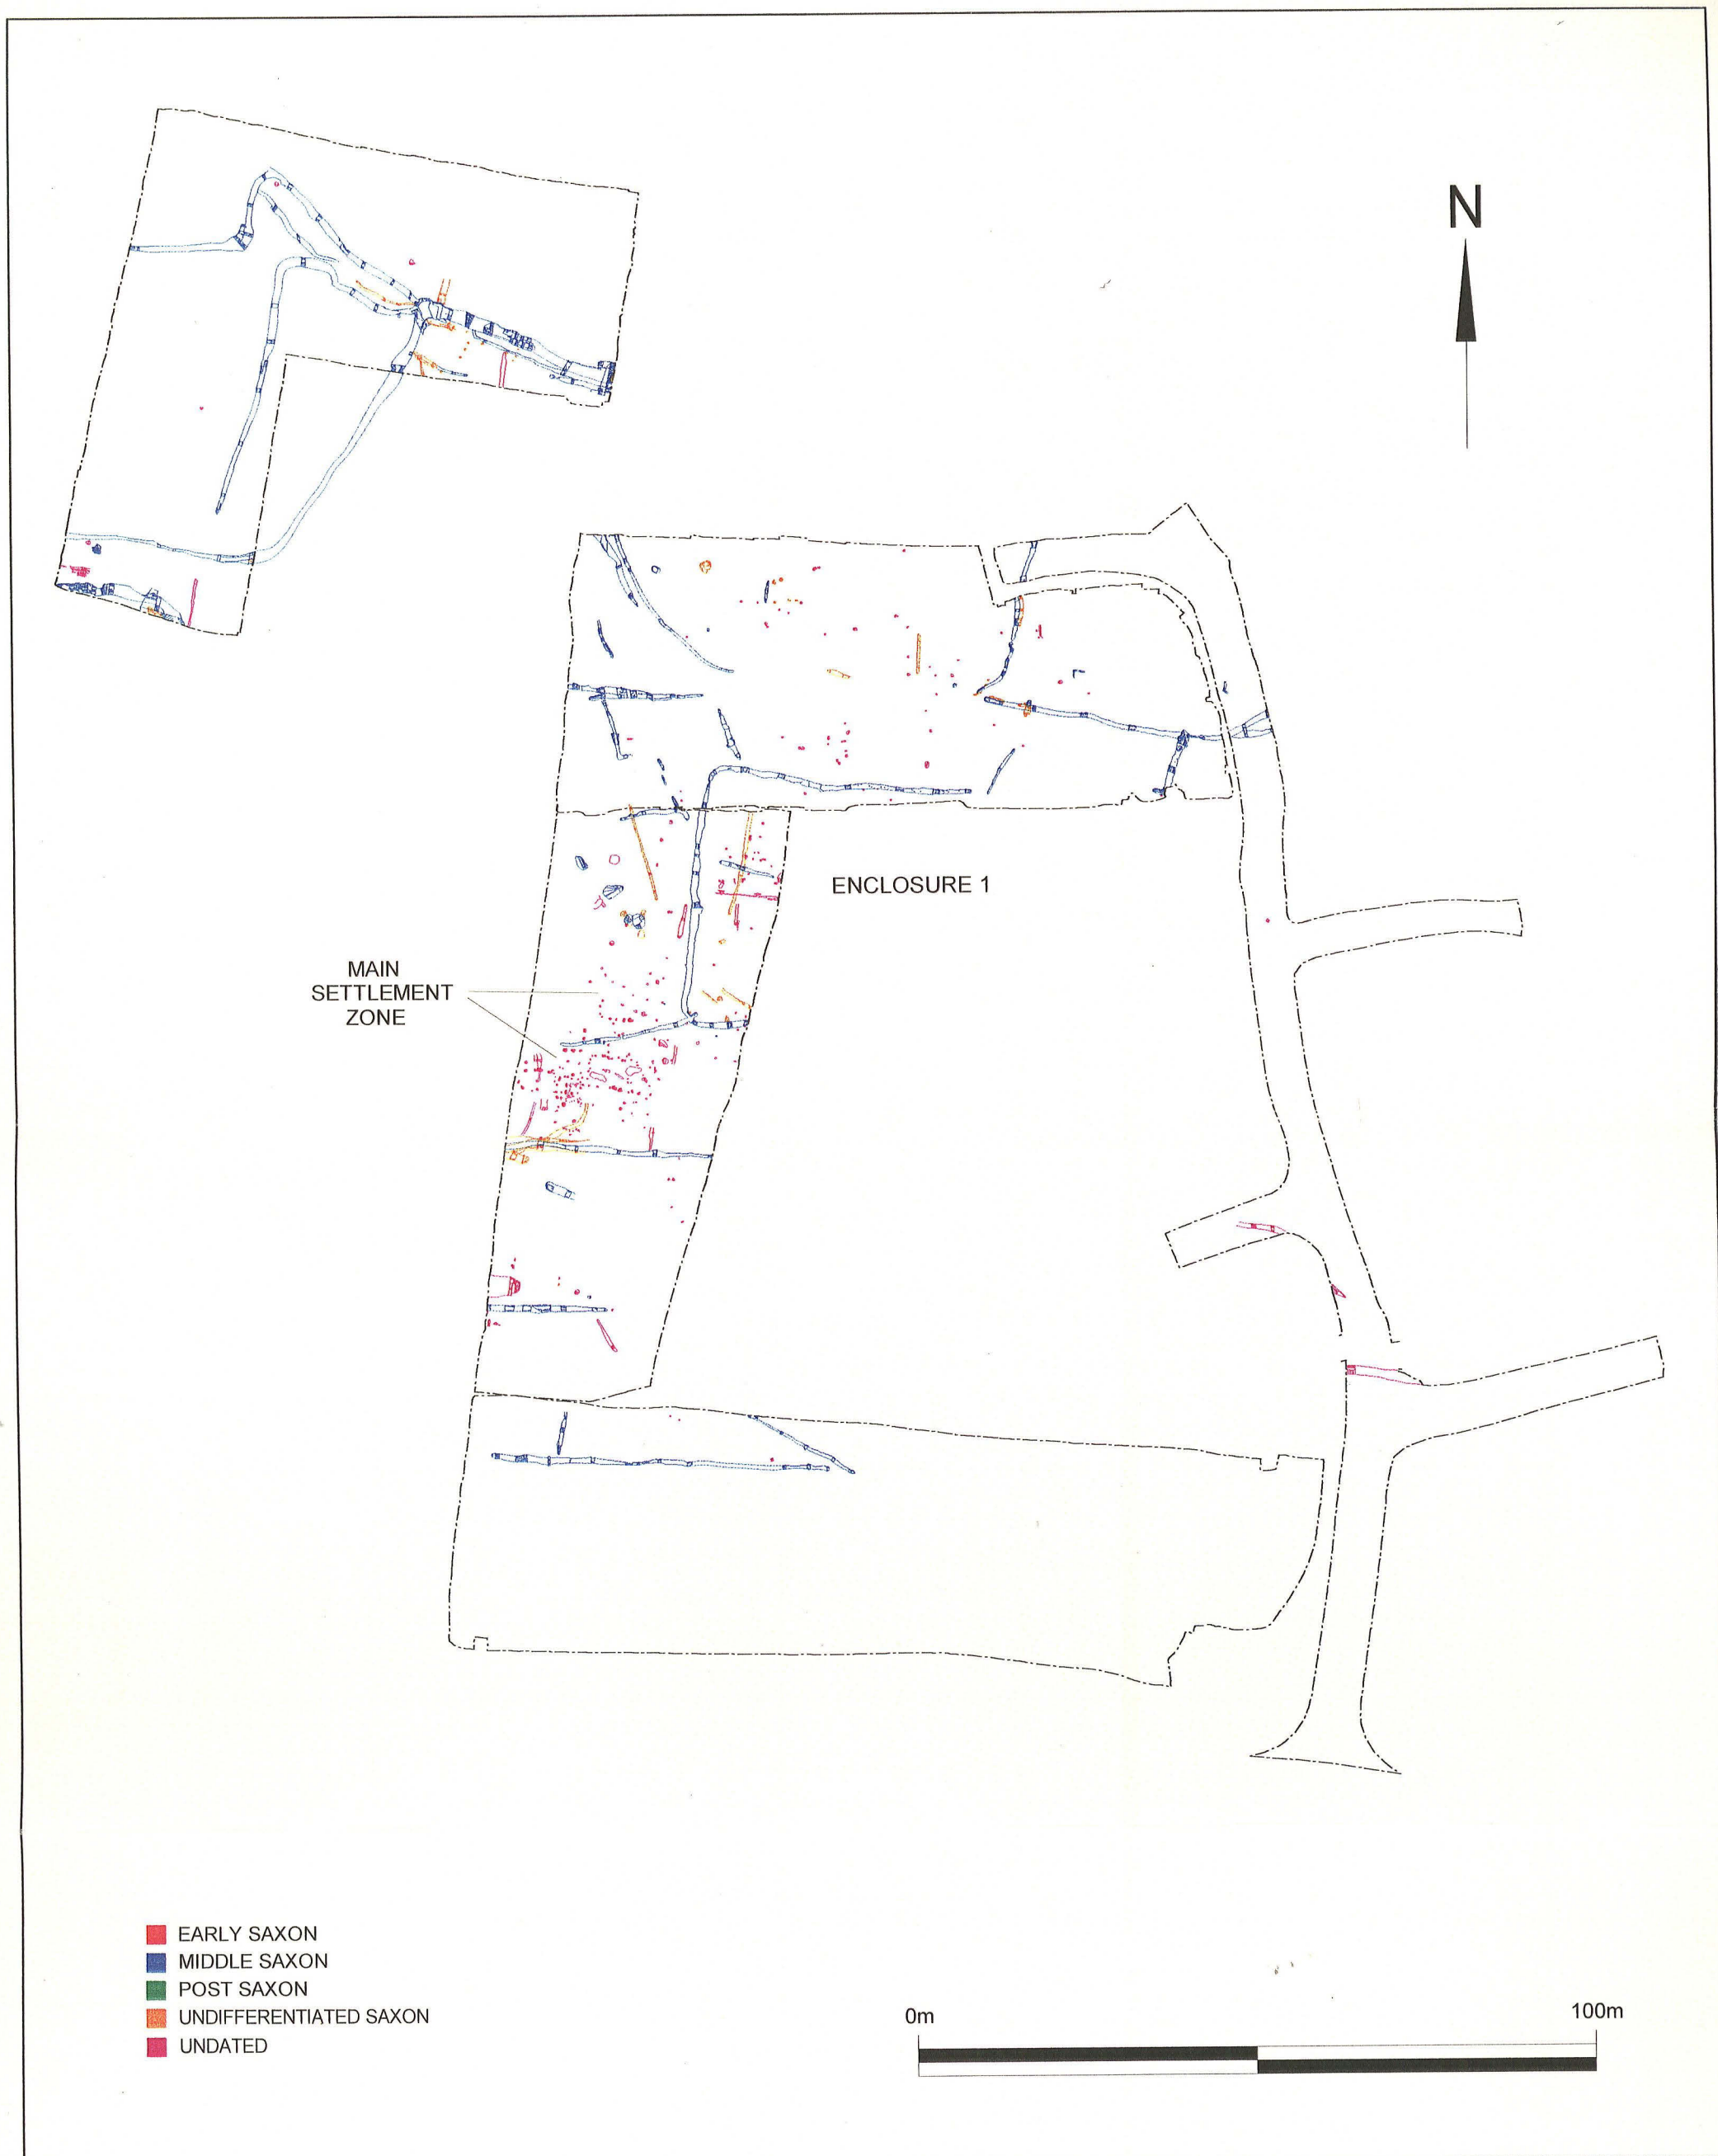 N
ENCLOSURE 1
MAIN
SETTLEMENT
ZONE
EARLY SAXON
MIDDLE SAXON
POST SAXON
UNDIFFERENTIATED SAXON
UNDATED
0m
100m